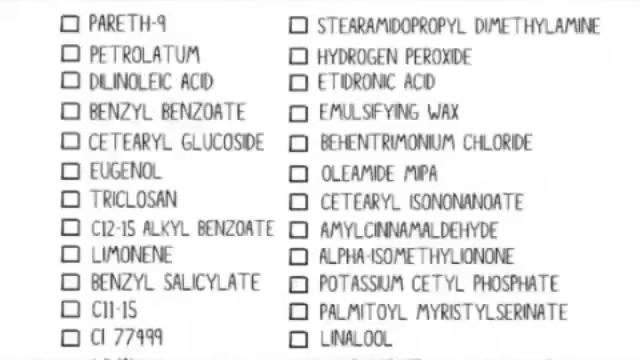 PARETH-9
PETROLATUM
DILINOLEIC ACID
BENZYL BENZOATE
CETEARYL GLUCOSIDE
EUGENOL
TRICLOSAN
C12-15 ALKYL BENZOATE
LIMONENE
BENZYL SALICYLATE
C11-15
CI 77499
STEARAMIDOPROPYL DIMETHYLAMINE
HYDROGEN PEROXIDE
ETIDRONIC ACID
EMULSIFYING WAX
BEHENTRIMONIUM CHLORIDE
OLEAMIDE MIPA
CETEARYL ISONONANOATE
AMYLCINNAMALDEHYDE
ALPHA-ISOMETHYLIONONE
POTASSIUM CETYL PHOSPHATE
PALMITOYL MYRISTYLSERINATE
LINALOOL